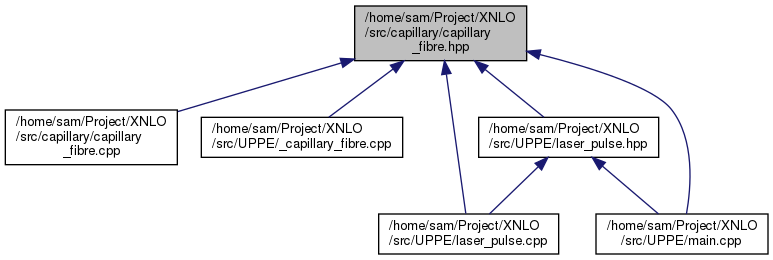 /home/sam/Project/XNLO
/src/capillary/capillary
_fibre.hpp
/home/sam/Project/XNLO
/src/capillary/capillary
_fibre.cpp
/home/sam/Project/XNLO
/src/UPPE/_capillary_fibre.cpp
/home/sam/Project/XNLO
/src/UPPE/laser_pulse.hpp
/home/sam/Project/XNLO
/src/UPPE/laser_pulse.cpp
/home/sam/Project/XNLO
/src/UPPE/main.cpp